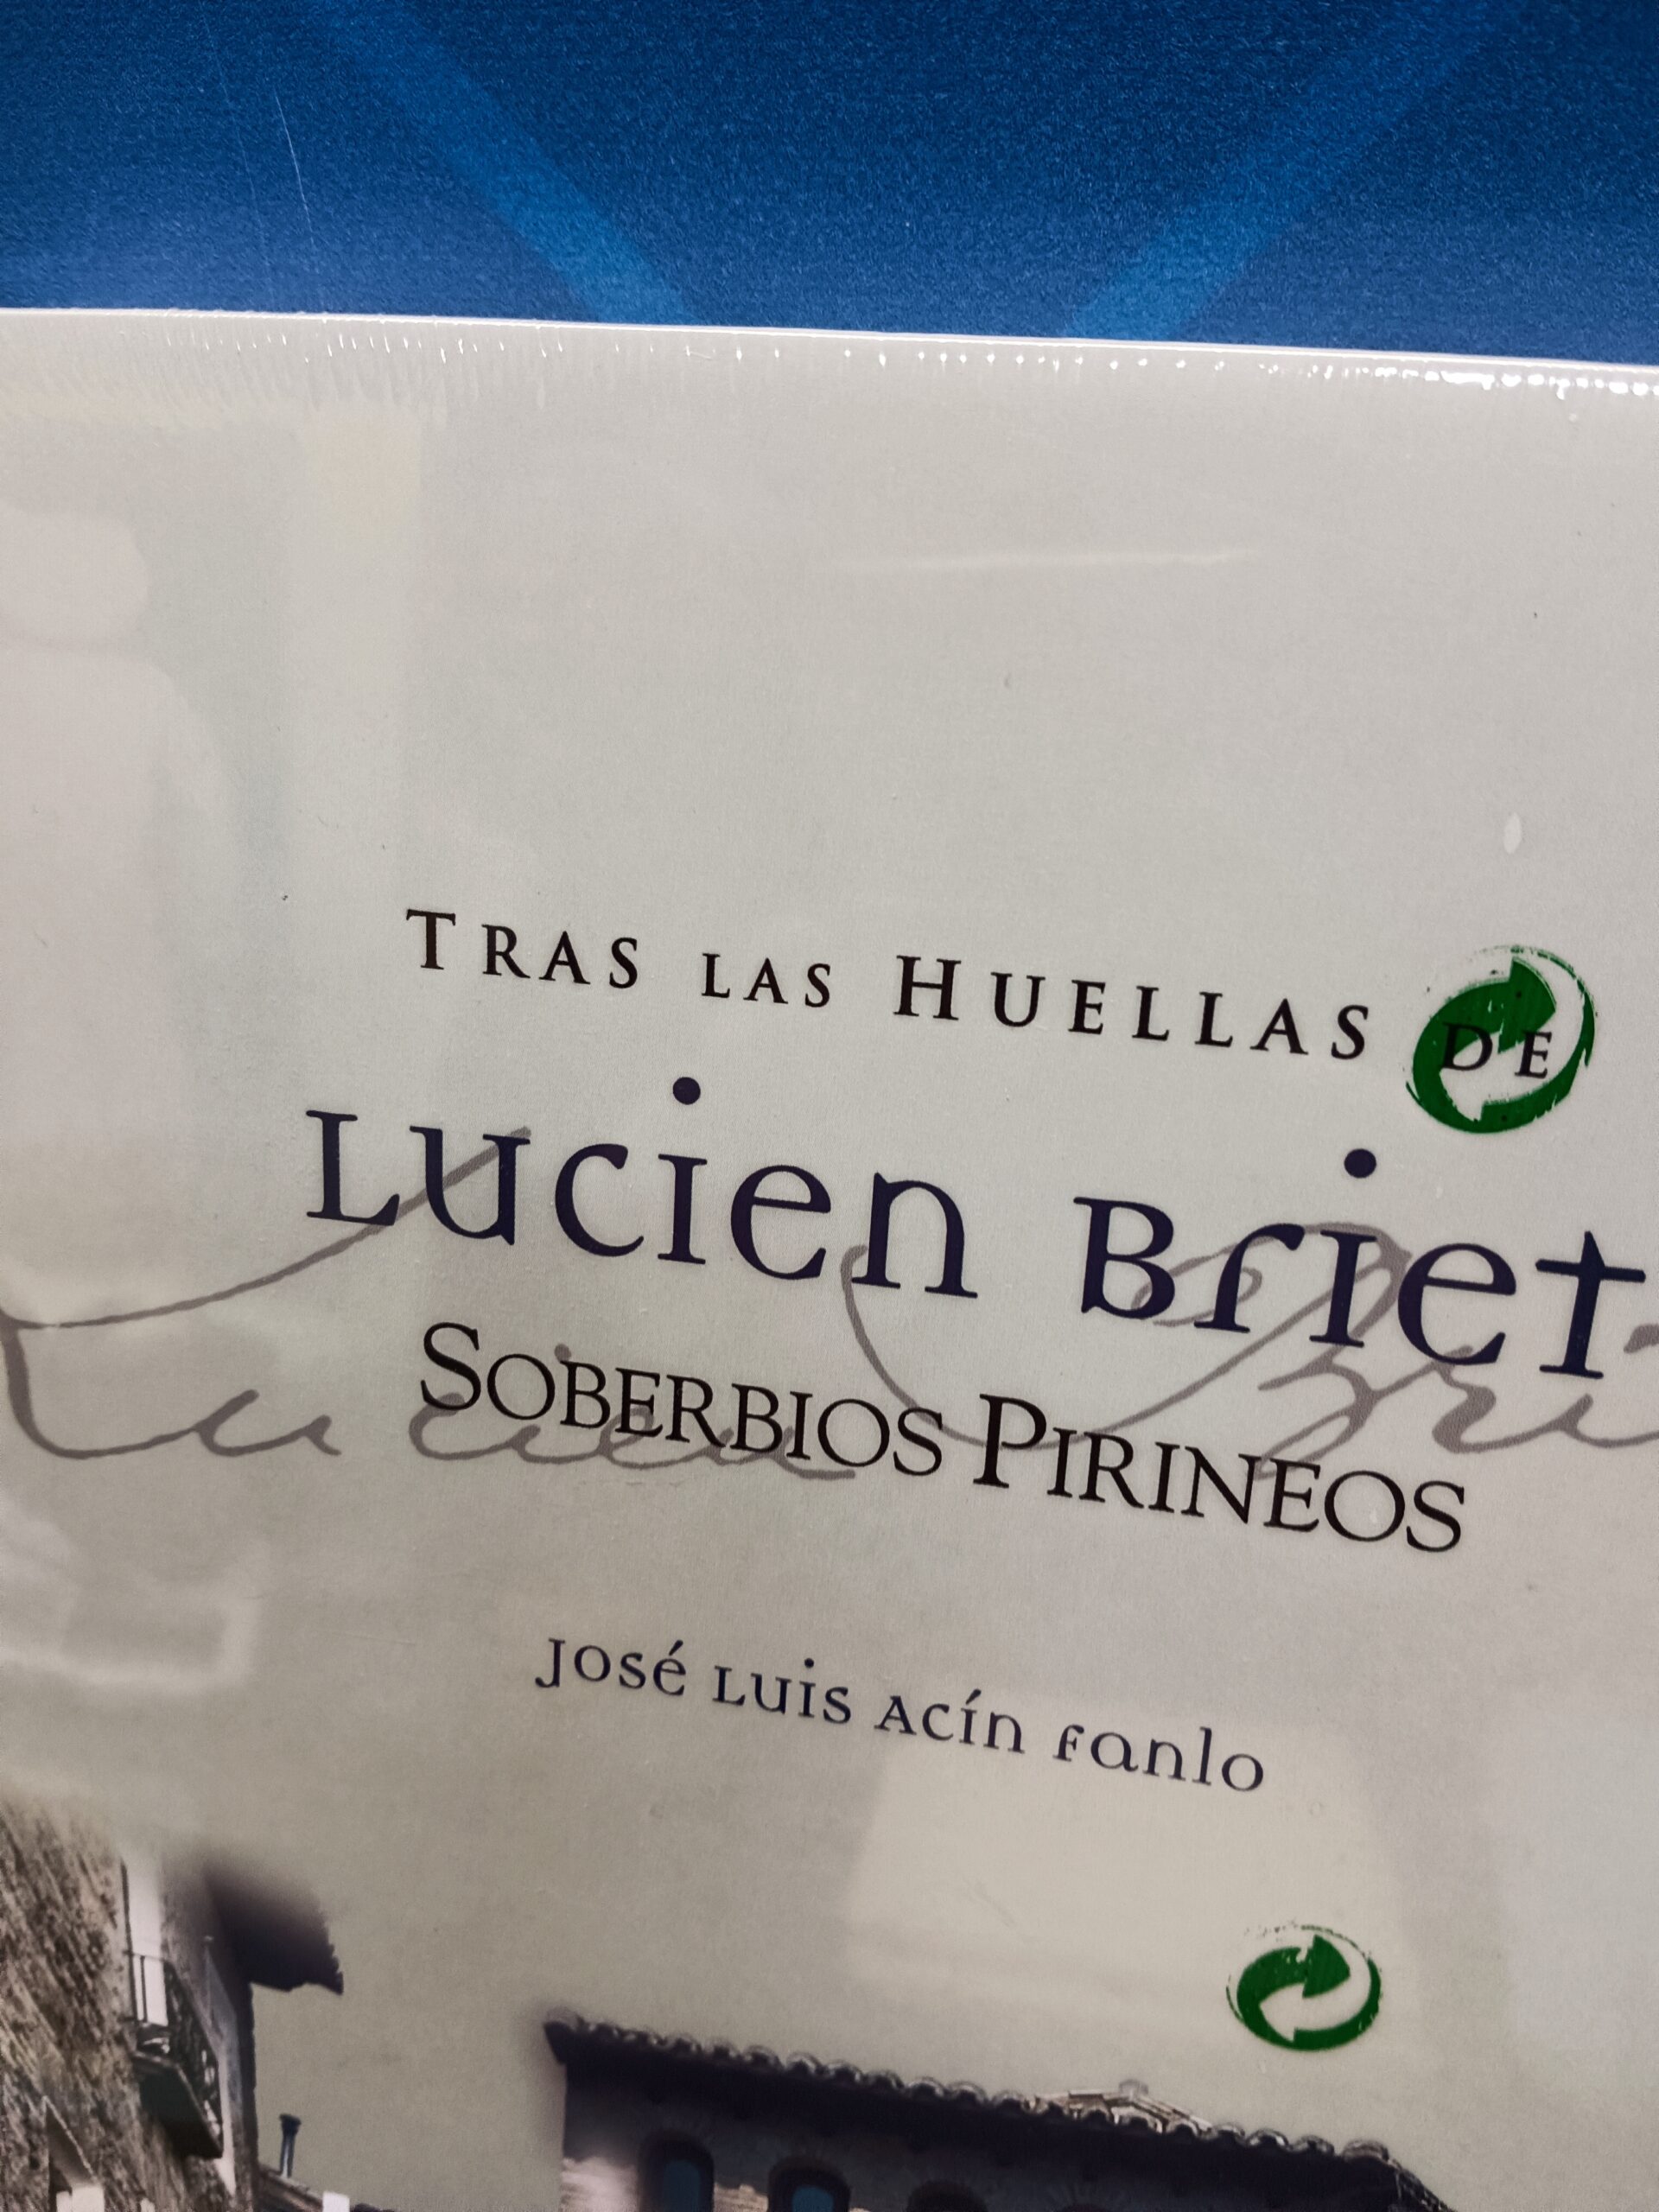 TRAS LAS HUELLAS DE
Lucien Briet
SOBERBIOS PIRINEOS
José Luis Acín Fanlo